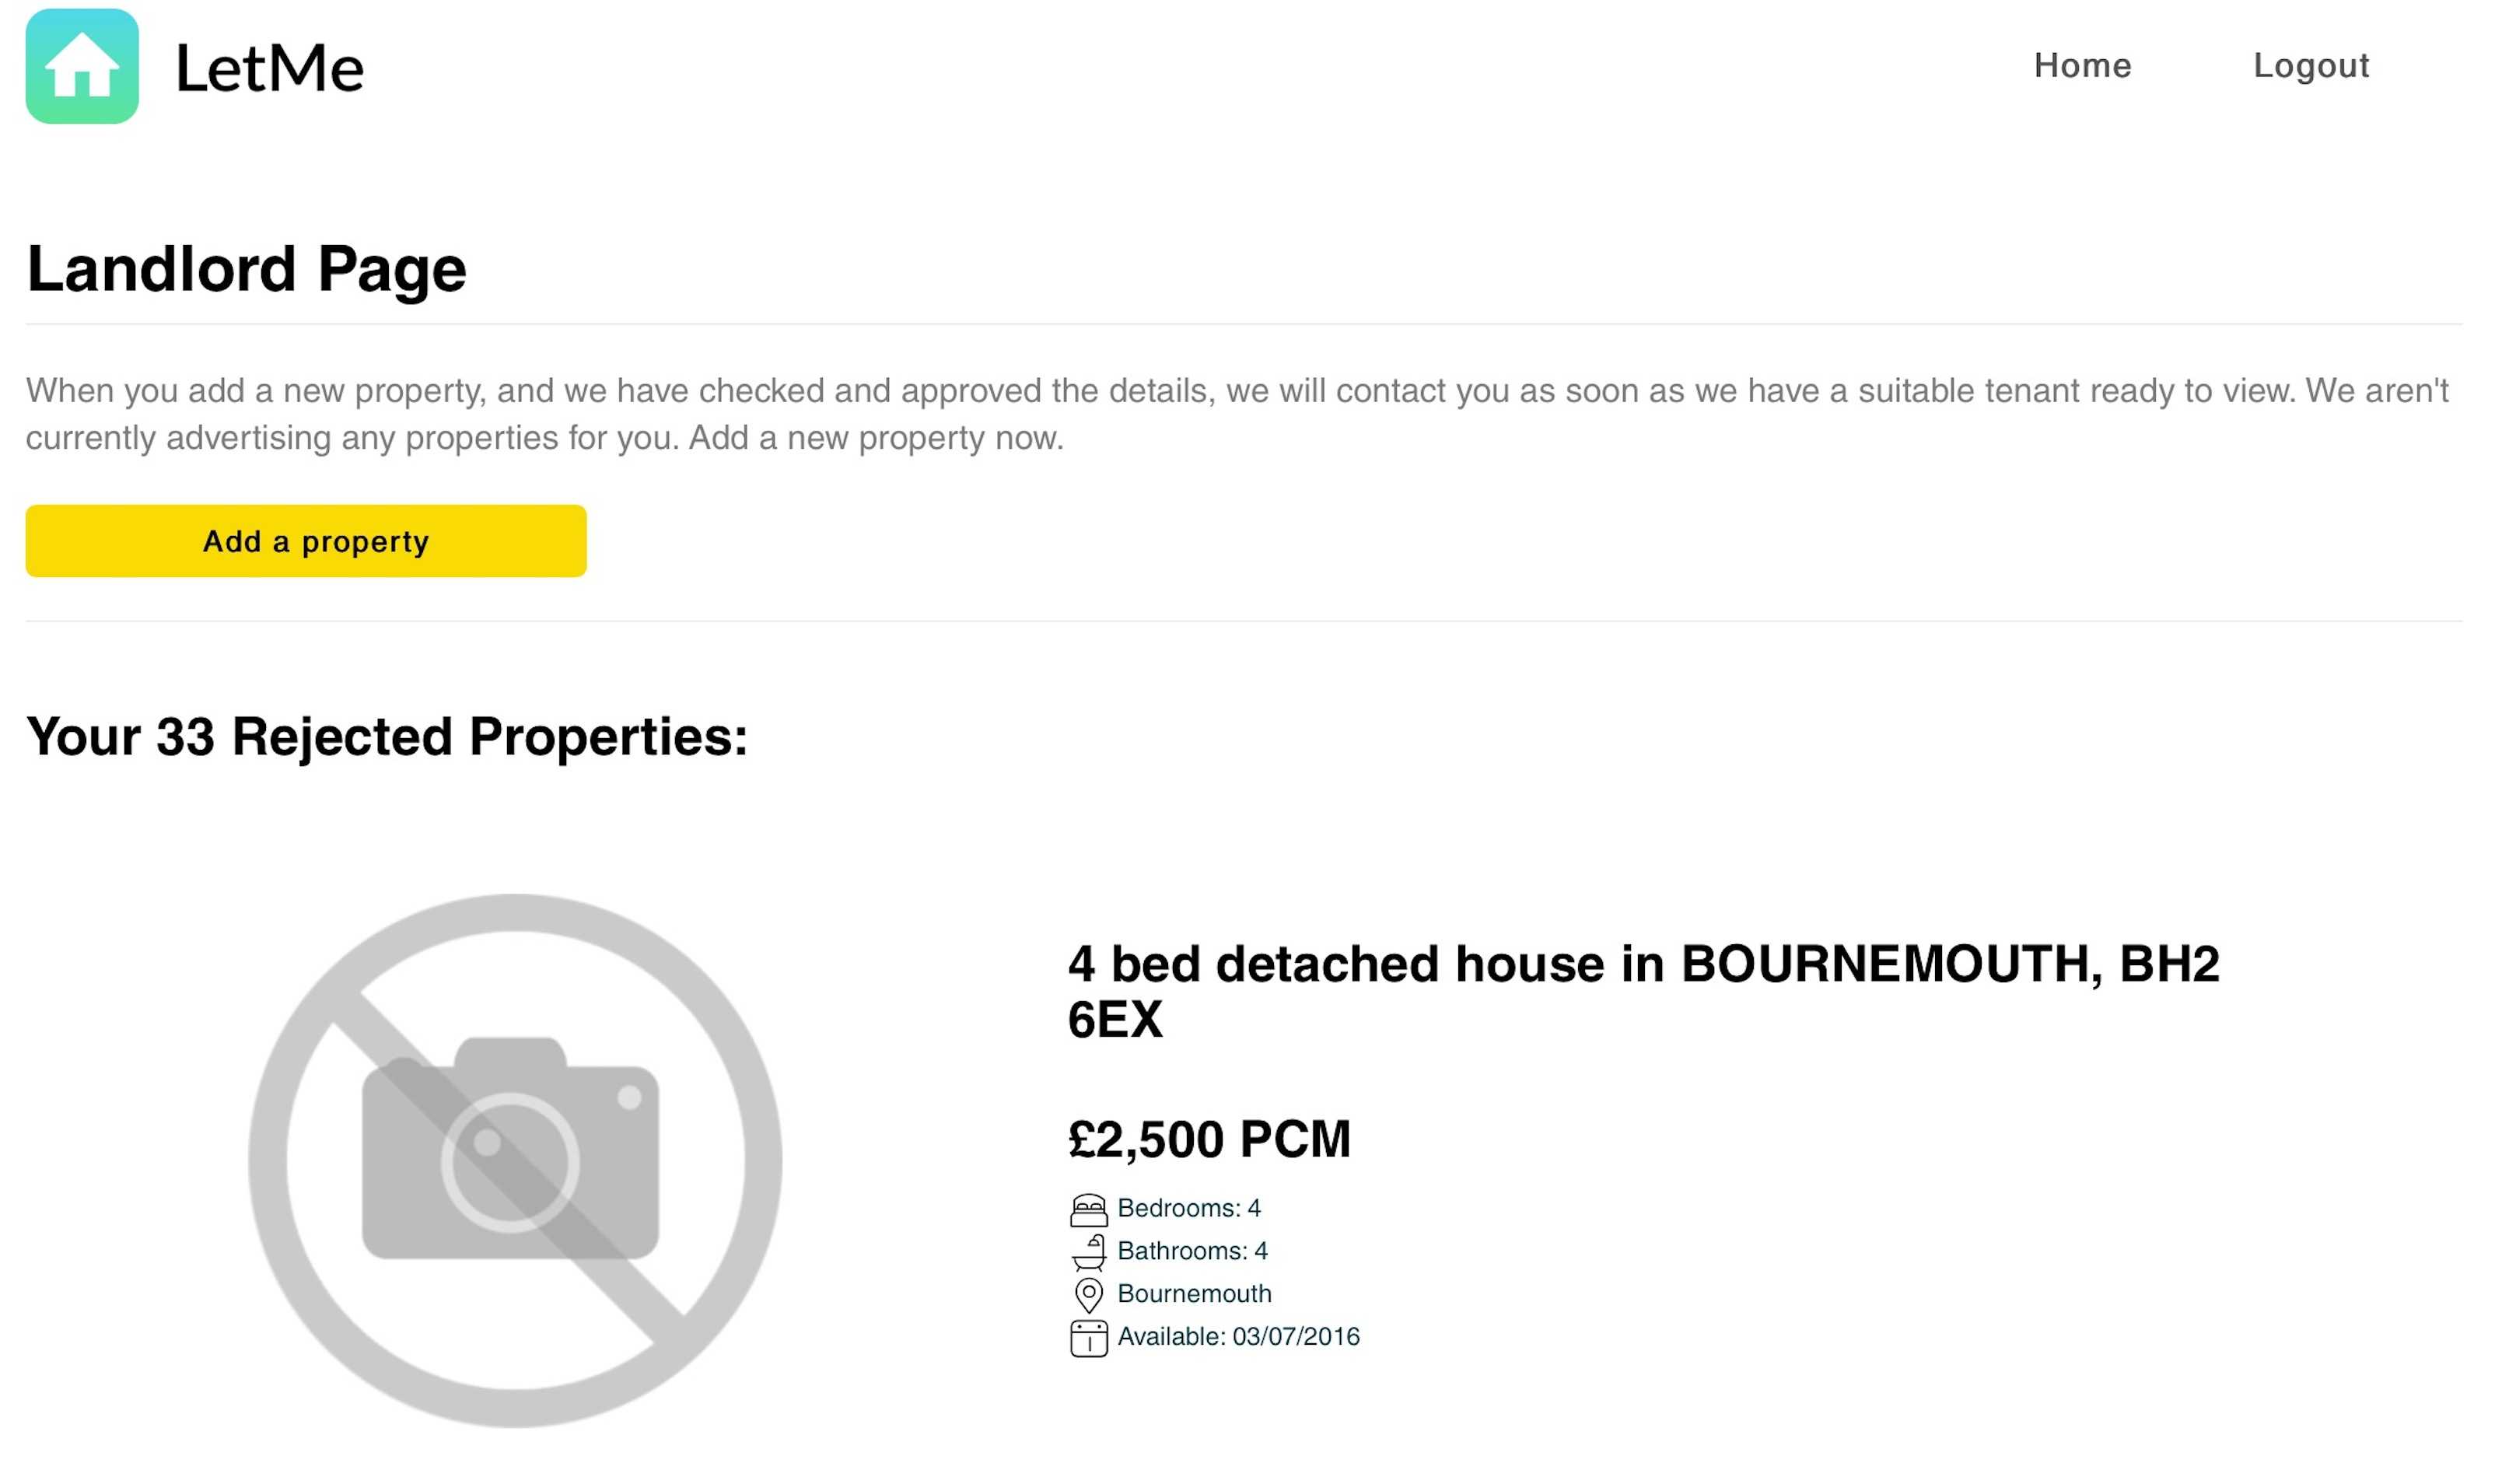 LetMe
Home
Logout
Landlord Page
When you add a new property, and we have checked and approved the details, we will contact you as soon as we have a suitable tenant ready to view. We aren't
currently advertising any properties for you. Add a new property now.
Add a property
Your 33 Rejected Properties:
4 bed detached house in BOURNEMOUTH, BH2
6EX
£2,500 PCM
Bedrooms: 4
Bathrooms: 4
Bournemouth
Available: 03/07/2016